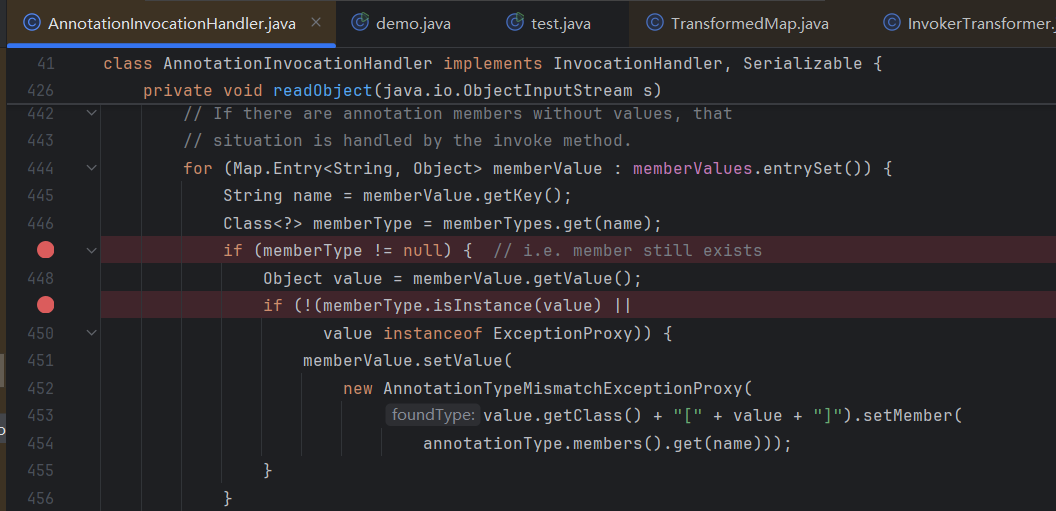 AnnotationInvocationHandler.java × demo.java test.java TransformedMap.java InvokerTransformer.
41 class AnnotationInvocationHandler implements InvocationHandler, Serializable {
426 private void readObject(java.io.ObjectInputStream s)
442 // If there are annotation members without values, that
443 // situation is handled by the invoke method.
444 for (Map.Entry<String, Object> memberValue : memberValues.entrySet()) {
445 String name = memberValue.getKey();
446 Class<?> memberType = memberTypes.get(name);
if (memberType != null) { // i.e. member still exists
448 Object value = memberValue.getValue();
if (!(memberType.isInstance(value) ||
450 value instanceof ExceptionProxy)) {
451 memberValue.setValue(
452 new AnnotationTypeMismatchExceptionProxy(
453 foundType: value.getClass() + "[" + value + "]").setMember(
454 annotationType.members().get(name)));
455 }
456 }